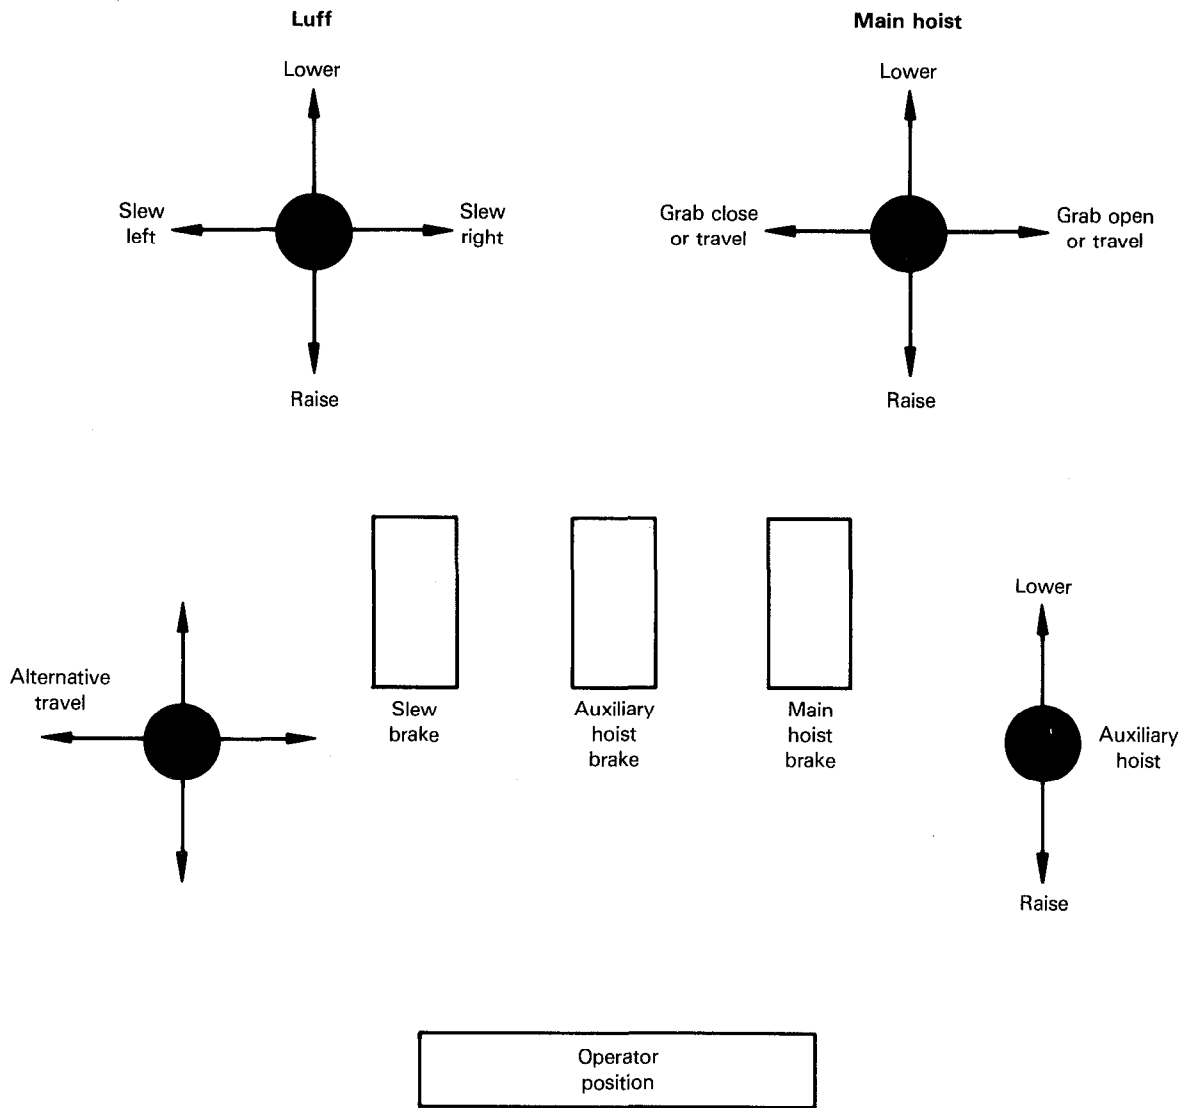 Luff
Main hoist
Lower
Lower
Slew
left
Slew
right
Grab close
or travel
Grab open
or travel
Raise
Raise
Lower
Alternative
travel
Slew
brake
Auxiliary
hoist
brake
Main
hoist
brake
Auxiliary
hoist
Raise
Operator
position